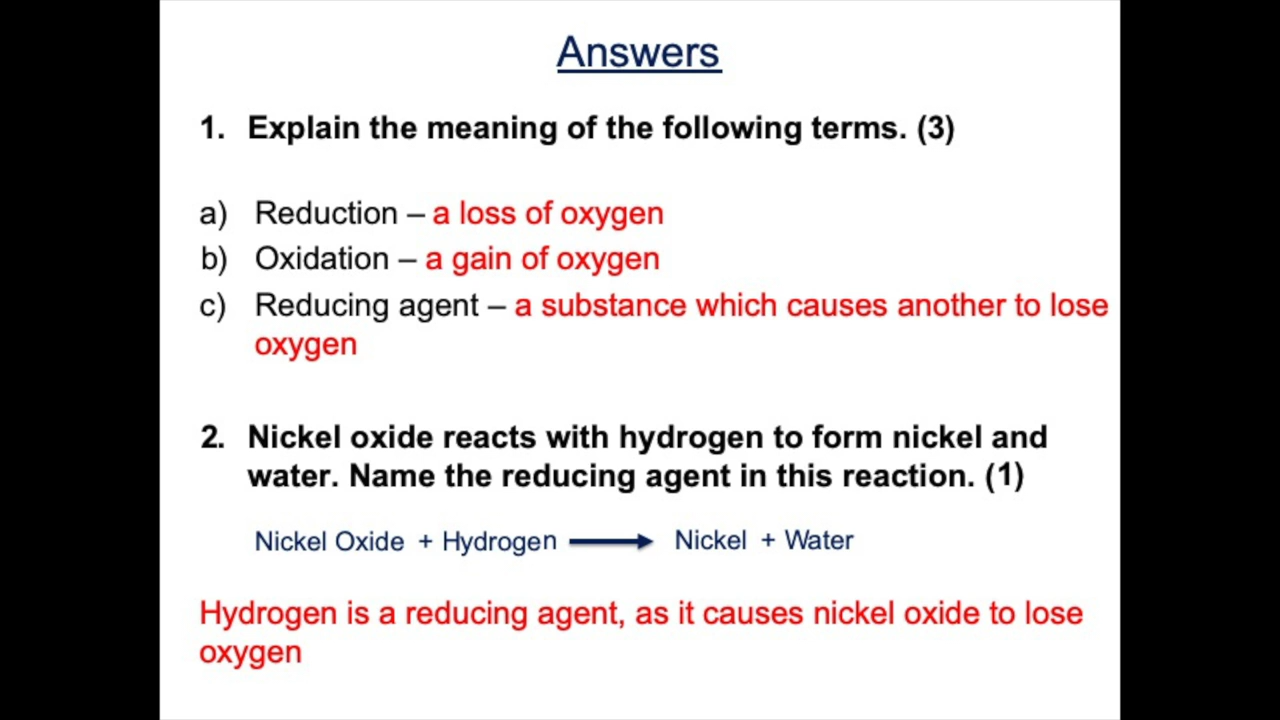 Answers
1. Explain the meaning of the following terms. (3)
a) Reduction – a loss of oxygen
b) Oxidation – a gain of oxygen
c) Reducing agent – a substance which causes another to lose
oxygen
2. Nickel oxide reacts with hydrogen to form nickel and
water. Name the reducing agent in this reaction. (1)
Nickel Oxide + Hydrogen ⟶ Nickel + Water
Hydrogen is a reducing agent, as it causes nickel oxide to lose
oxygen